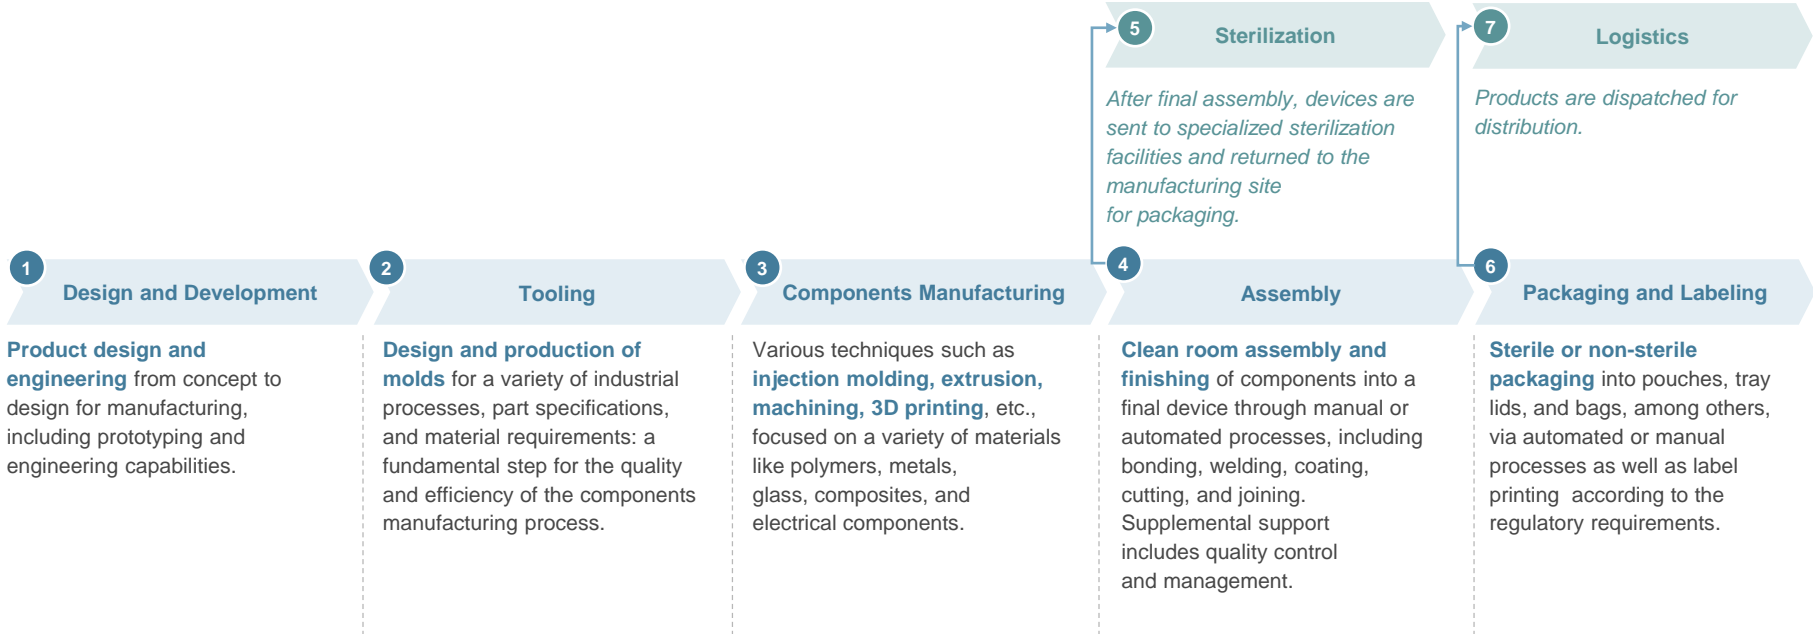 5
Sterilization
After final assembly, devices are
sent to specialized sterilization
facilities and returned to the
manufacturing site
for packaging.
7
Logistics
Products are dispatched for
distribution.
1
Design and Development
Product design and
engineering from concept to
design for manufacturing,
including prototyping and
engineering capabilities.
2
Tooling
Design and production of
molds for a variety of industrial
processes, part specifications,
and material requirements: a
fundamental step for the quality
and efficiency of the components
manufacturing process.
3
Components Manufacturing
Various techniques such as
injection molding, extrusion,
machining, 3D printing, etc.,
focused on a variety of materials
like polymers, metals,
glass, composites, and
electrical components.
4
Assembly
Clean room assembly and
finishing of components into a
final device through manual or
automated processes, including
bonding, welding, coating,
cutting, and joining.
Supplemental support
includes quality control
and management.
6
Packaging and Labeling
Sterile or non-sterile
packaging into pouches, tray
lids, and bags, among others,
via automated or manual
processes as well as label
printing according to the
regulatory requirements.